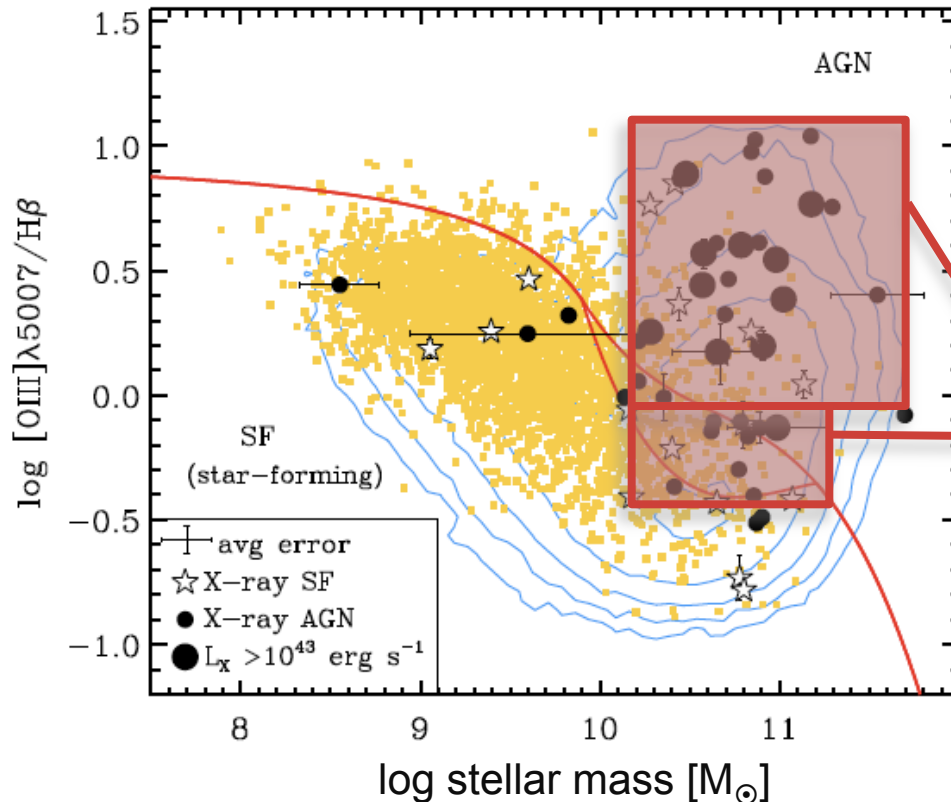 1.5
1.0
0.5
0.0
−0.5
−1.0
log [OIII]λ5007/Hβ
AGN
SF
(star-forming)
avg error
X-ray SF
X-ray AGN
L_X >10^43 erg s^−1
8 9 10 11
log stellar mass [M_⊙]